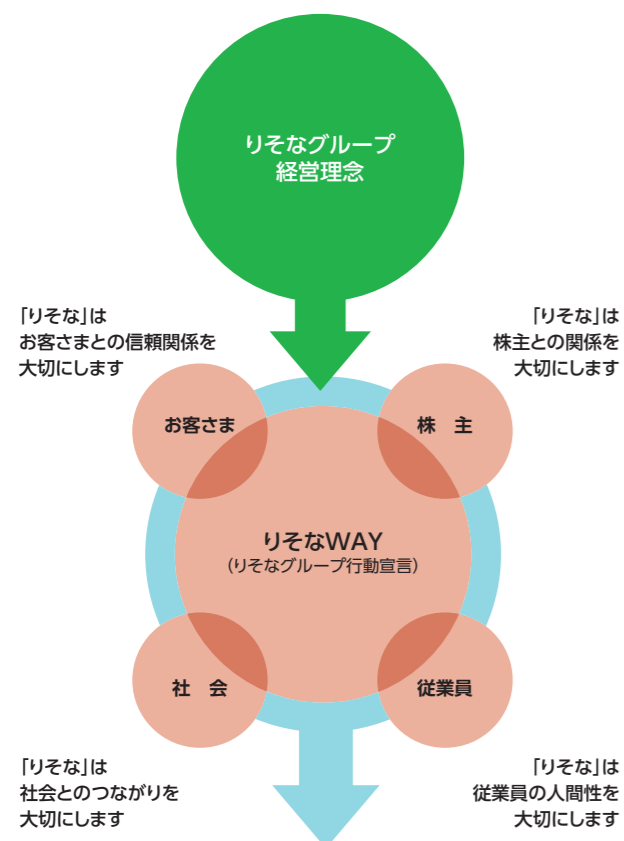 りそなグループ
経営理念
「りそな」は
お客さまとの信頼関係を
大切にします
「りそな」は
株主との関係を
大切にします
お客さま
株　主
りそなWAY
（りそなグループ行動宣言）
社　会
従業員
「りそな」は
社会とのつながりを
大切にします
「りそな」は
従業員の人間性を
大切にします